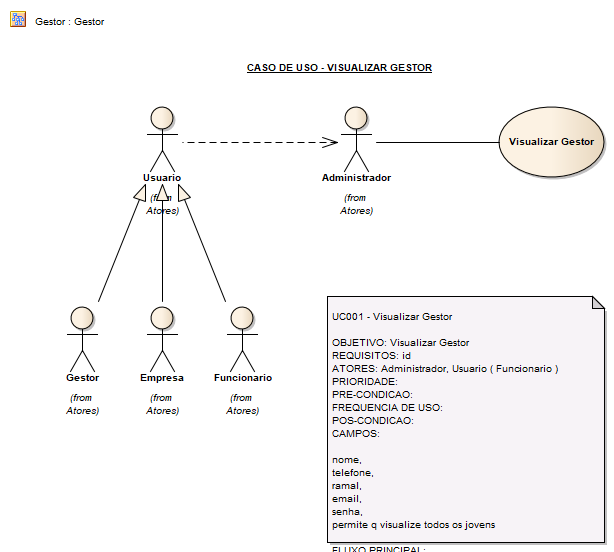 Gestor : Gestor
CASO DE USO - VISUALIZAR GESTOR
Usuario
(from
Atores)
Administrador
(from
Atores)
Visualizar Gestor
Gestor
(from
Atores)
Empresa
(from
Atores)
Funcionario
(from
Atores)
UC001 - Visualizar Gestor
OBJETIVO: Visualizar Gestor
REQUISITOS: id
ATORES: Administrador, Usuario ( Funcionario )
PRIORIDADE:
PRE-CONDICAO:
FREQUENCIA DE USO:
POS-CONDICAO:
CAMPOS:
nome,
telefone,
ramal,
email,
senha,
permite q visualize todos os jovens
FLUXO PRINCIPAL: